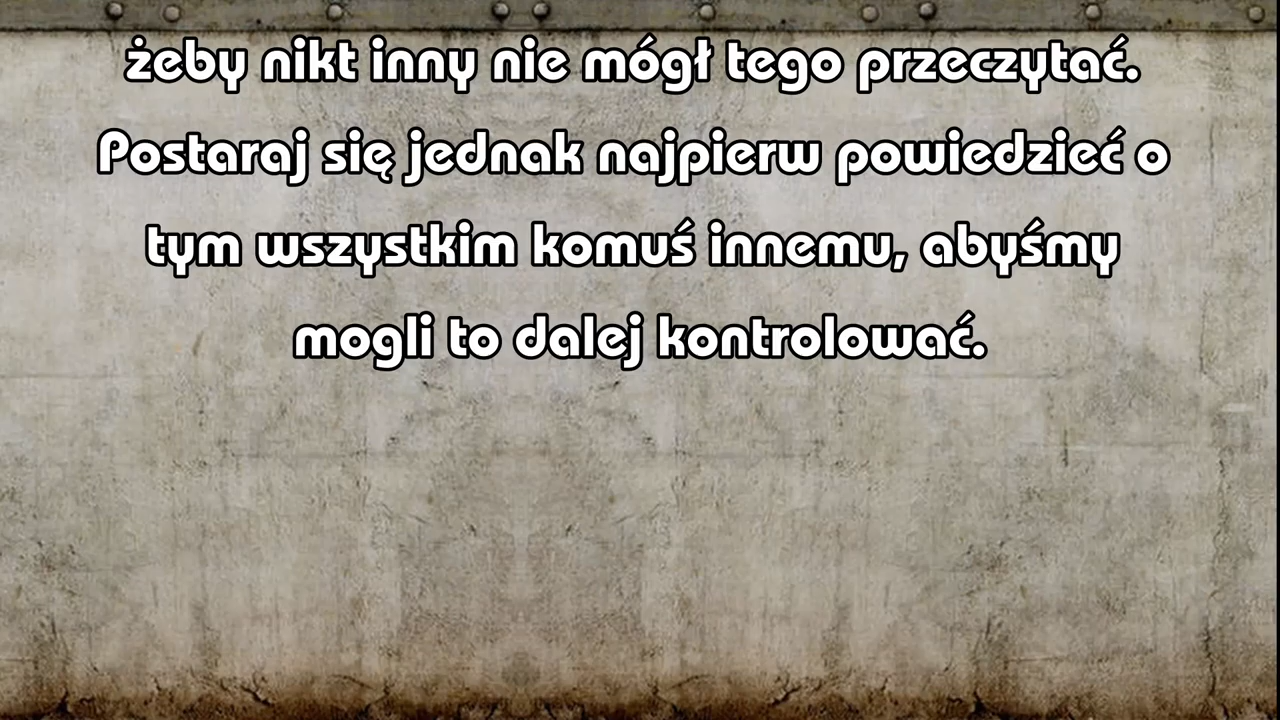 żeby nikt inny nie mógł tego przeczytać.
Postaraj się jednak najpierw powiedzieć o
tym wszystkim komuś innemu, abyśmy
mogli to dalej kontrolować.